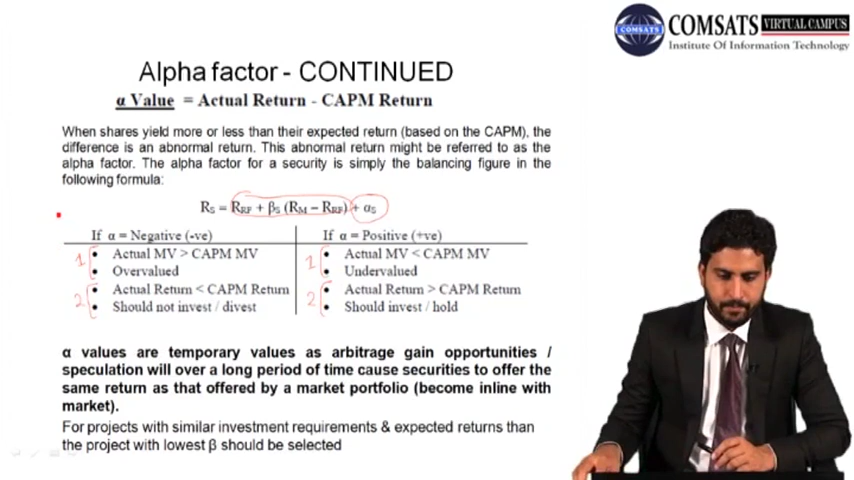 COMSATS
COMSATS VIRTUAL CAMPUS
Institute Of Information Technology
Alpha factor - CONTINUED
α Value = Actual Return - CAPM Return
When shares yield more or less than their expected return (based on the CAPM), the
difference is an abnormal return. This abnormal return might be referred to as the
alpha factor. The alpha factor for a security is simply the balancing figure in the
following formula:
RS = RRF + βS (RM – RRF) + αS
If α = Negative (-ve)
1
• Actual MV > CAPM MV
• Overvalued
2
• Actual Return < CAPM Return
• Should not invest / divest
If α = Positive (+ve)
1
• Actual MV < CAPM MV
• Undervalued
2
• Actual Return > CAPM Return
• Should invest / hold
α values are temporary values as arbitrage gain opportunities /
speculation will over a long period of time cause securities to offer the
same return as that offered by a market portfolio (become inline with
market).
For projects with similar investment requirements & expected returns than
the project with lowest β should be selected